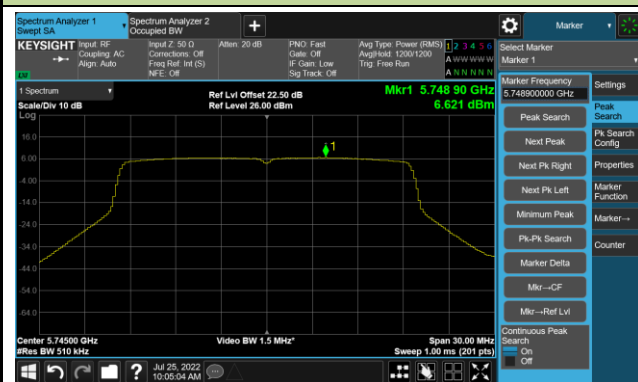 Spectrum Analyzer 1
Swept SA
Spectrum Analyzer 2
Occupied BW
Marker
KEYSIGHT
Input: RF
Coupling: AC
Align: Auto
Input Z: 50 Ω
Corrections: Off
Freq Ref: Int (S)
NFE: Off
Atten: 20 dB
PNO: Fast
Gate: Off
IF Gain: Low
Sig Track: Off
Avg Type: Power (RMS)
Avg|Hold: 1200/1200
Trig: Free Run
1 2 3 4 5 6
A W W W W W
A N N N N N
Select Marker
Marker 1
1 Spectrum
Scale/Div 10 dB
Log
Ref Lvl Offset 22.50 dB
Ref Level 26.00 dBm
Mkr1 5.748 90 GHz
6.621 dBm
16.0
6.00
-4.00
-14.0
-24.0
-34.0
-44.0
-54.0
-64.0
1
Center 5.74500 GHz
#Res BW 510 kHz
Video BW 1.5 MHz*
Span 30.00 MHz
Sweep 1.00 ms (201 pts)
Marker Frequency
5.748900000 GHz
Peak Search
Next Peak
Next Pk Right
Next Pk Left
Minimum Peak
Pk-Pk Search
Marker Delta
Mkr→CF
Mkr→Ref Lvl
Continuous Peak
Search
On
Off
Settings
Peak
Search
Pk Search
Config
Properties
Marker
Function
Marker→
Counter
Jul 25, 2022
10:05:04 AM